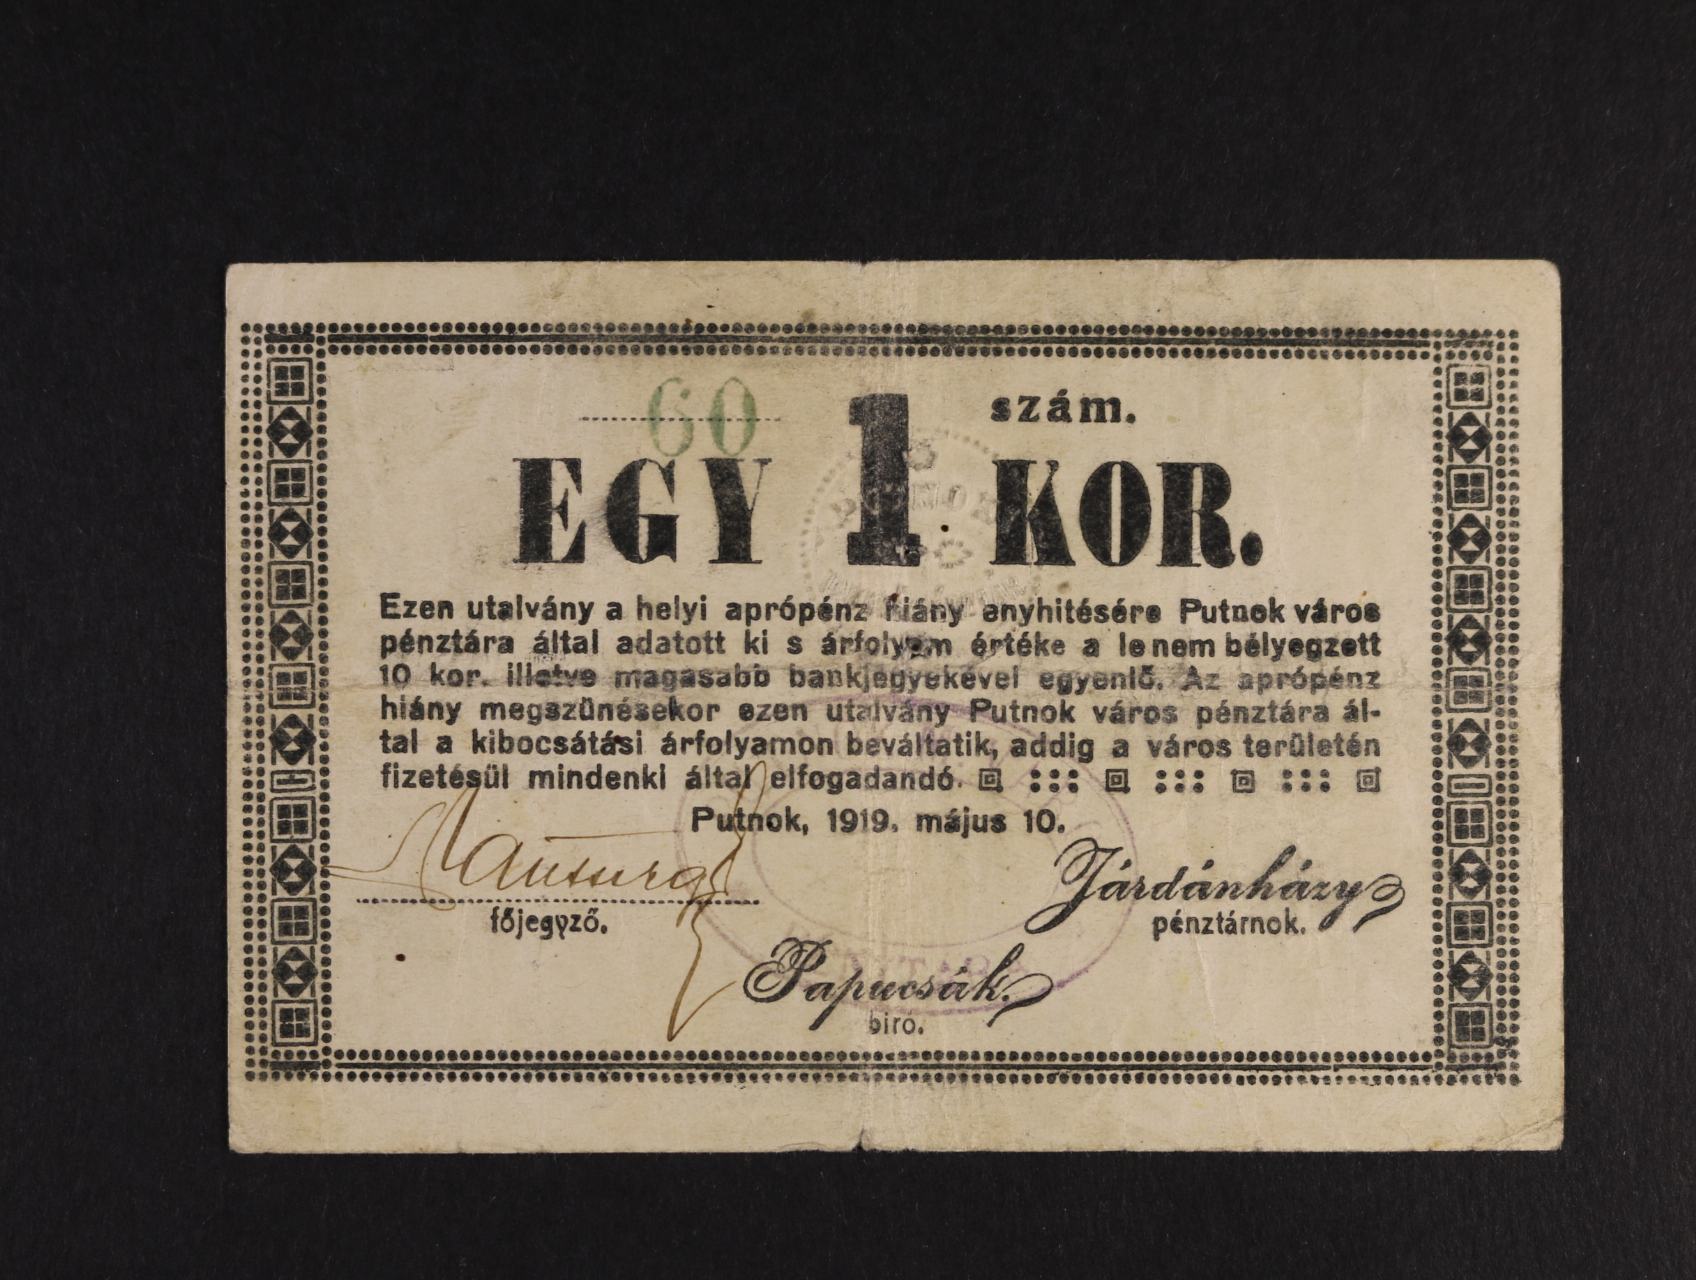 60 szám.
EGY 1 KOR.
Ezen utalvány a helyi aprópénz hiány enyhitésére Putnok város
pénztára által adatott ki s árfolyam értéke a le nem bélyegzett
10 kor. illetve magasabb bankjegyekével egyenlő. Az aprópénz
hiány megszünésekor ezen utalvány Putnok város pénztára ál-
tal a kibocsátási árfolyamon beváltatik, addig a város területén
fizetésül mindenki által elfogadandó.
Putnok, 1919. május 10.
Járdánházy
főjegyző. pénztárnok.
Papucsák.
biro.